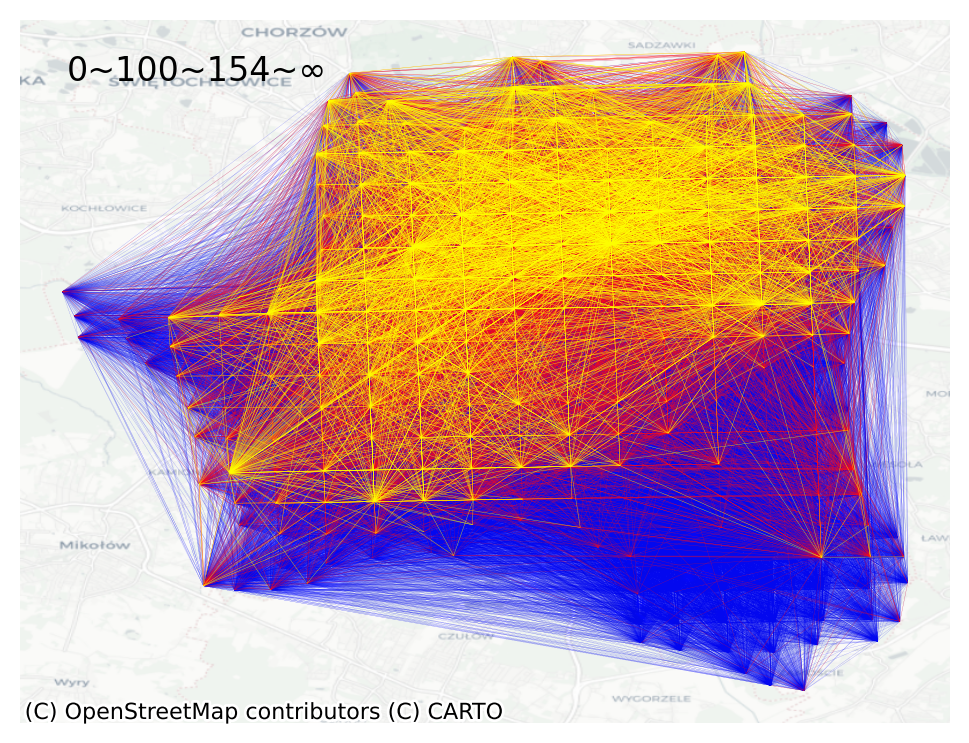 CHORZÓW
SADZAWKI
0~100~154~∞
ŚWIĘTOCHŁOWICE
KOCHŁOWICE
Mikołów
CZUŁÓW
Wyry
WYGORZELE
(C) OpenStreetMap contributors (C) CARTO